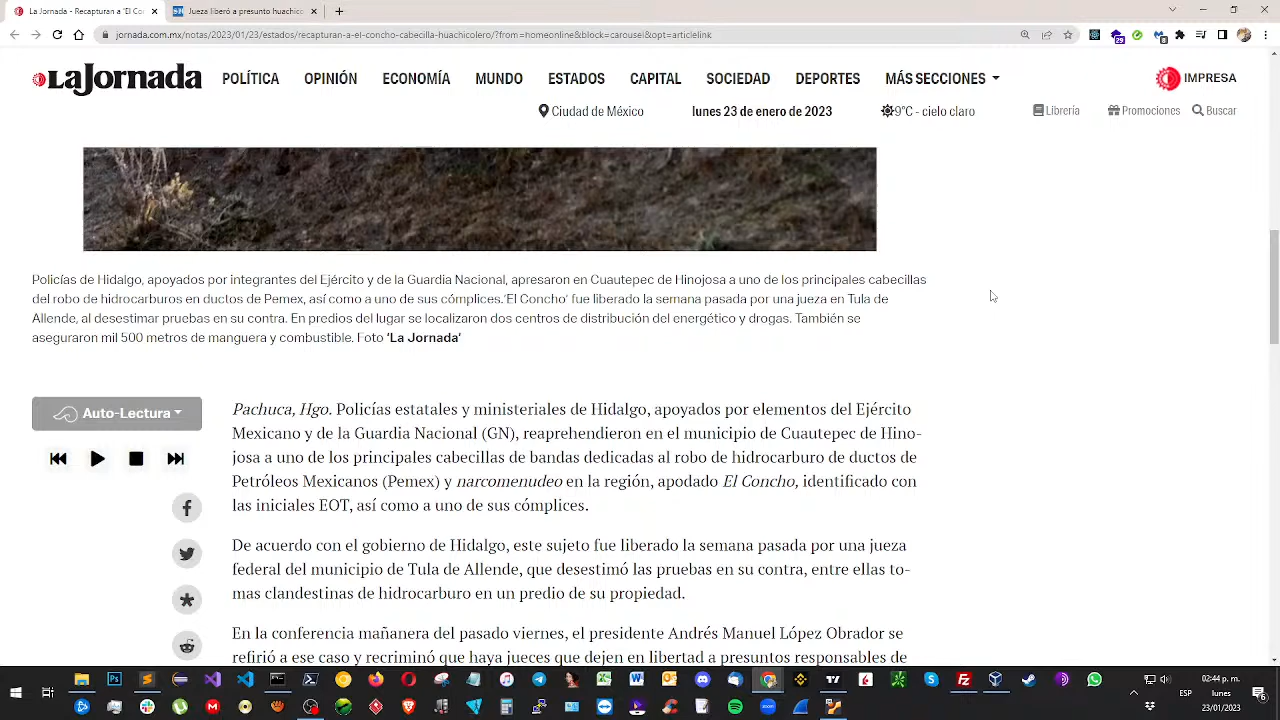 La Jornada - Recapturan a 'El Co
Jueza liberó a presunto huachico
jornada.com.mx/notas/2023/01/23/estados/recapturan-a-el-concho-cabecilla-huachicolero/?from=homeonline&block=carousel&opt=articlelink
LaJornada
POLÍTICA
OPINIÓN
ECONOMÍA
MUNDO
ESTADOS
CAPITAL
SOCIEDAD
DEPORTES
MÁS SECCIONES
IMPRESA
Ciudad de México
lunes 23 de enero de 2023
9°C - cielo claro
Librería
Promociones
Buscar
Policías de Hidalgo, apoyados por integrantes del Ejército y de la Guardia Nacional, apresaron en Cuautepec de Hinojosa a uno de los principales cabecillas
del robo de hidrocarburos en ductos de Pemex, así como a uno de sus cómplices.‘El Concho’ fue liberado la semana pasada por una jueza en Tula de
Allende, al desestimar pruebas en su contra. En predios del lugar se localizaron dos centros de distribución del energético y drogas. También se
aseguraron mil 500 metros de manguera y combustible. Foto ‘La Jornada‘
Auto-Lectura
Pachuca, Hgo. Policías estatales y ministeriales de Hidalgo, apoyados por elementos del Ejército
Mexicano y de la Guardia Nacional (GN), reaprehendieron en el municipio de Cuautepec de Hino-
josa a uno de los principales cabecillas de bandas dedicadas al robo de hidrocarburo de ductos de
Petróleos Mexicanos (Pemex) y narcomenudeo en la región, apodado El Concho, identificado con
las iniciales EOT, así como a uno de sus cómplices.
De acuerdo con el gobierno de Hidalgo, este sujeto fue liberado la semana pasada por una jueza
federal del municipio de Tula de Allende, que desestimó las pruebas en su contra, entre ellas to-
mas clandestinas de hidrocarburo en un predio de su propiedad.
En la conferencia mañanera del pasado viernes, el presidente Andrés Manuel López Obrador se
refirió a ese caso y recriminó que haya jueces que dejen en libertad a presuntos responsables de
02:44 p. m.
ESP
lunes
23/01/2023